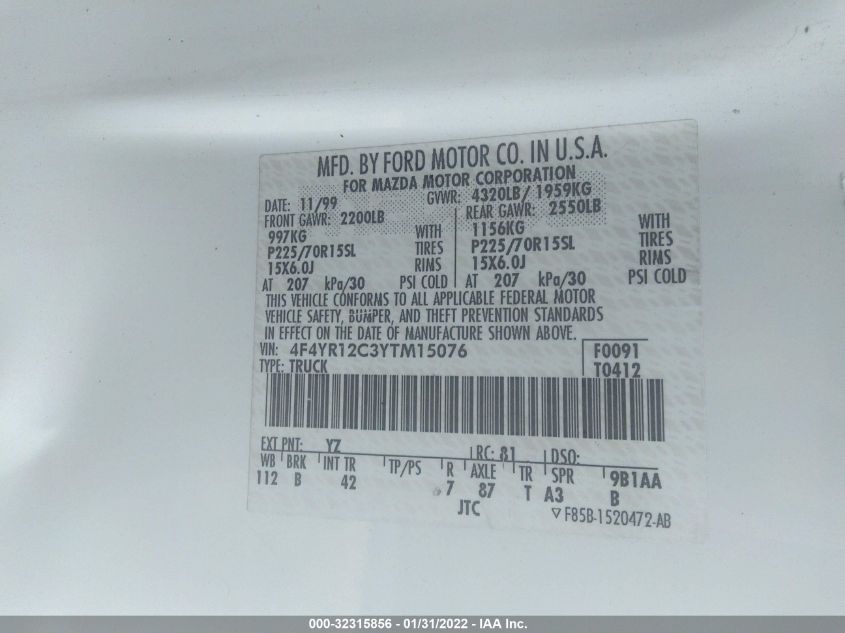 MFD. BY FORD MOTOR CO. IN U.S.A.
FOR MAZDA MOTOR CORPORATION
DATE: 11/99 GVWR: 4320LB/ 1959KG
FRONT GAWR: 2200LB REAR GAWR: 2550LB
997KG WITH 1156KG WITH
P225/70R15SL TIRES P225/70R15SL TIRES
15X6.0J RIMS 15X6.0J RIMS
AT 207 kPa/30 PSI COLD AT 207 kPa/30 PSI COLD
THIS VEHICLE CONFORMS TO ALL APPLICABLE FEDERAL MOTOR
VEHICLE SAFETY, BUMPER, AND THEFT PREVENTION STANDARDS
IN EFFECT ON THE DATE OF MANUFACTURE SHOWN ABOVE.
VIN: 4F4YR12C3YTM15076 F0091
TYPE: TRUCK T0412
EXT PNT: YZ RC: 81 DSO:
WB BRK INT TR TP/PS R AXLE TR SPR 9B1AA
112 B 42 7 87 T A3 B
JTC ▽ F85B-1520472-AB
000-32315856 - 01/31/2022 - IAA Inc.